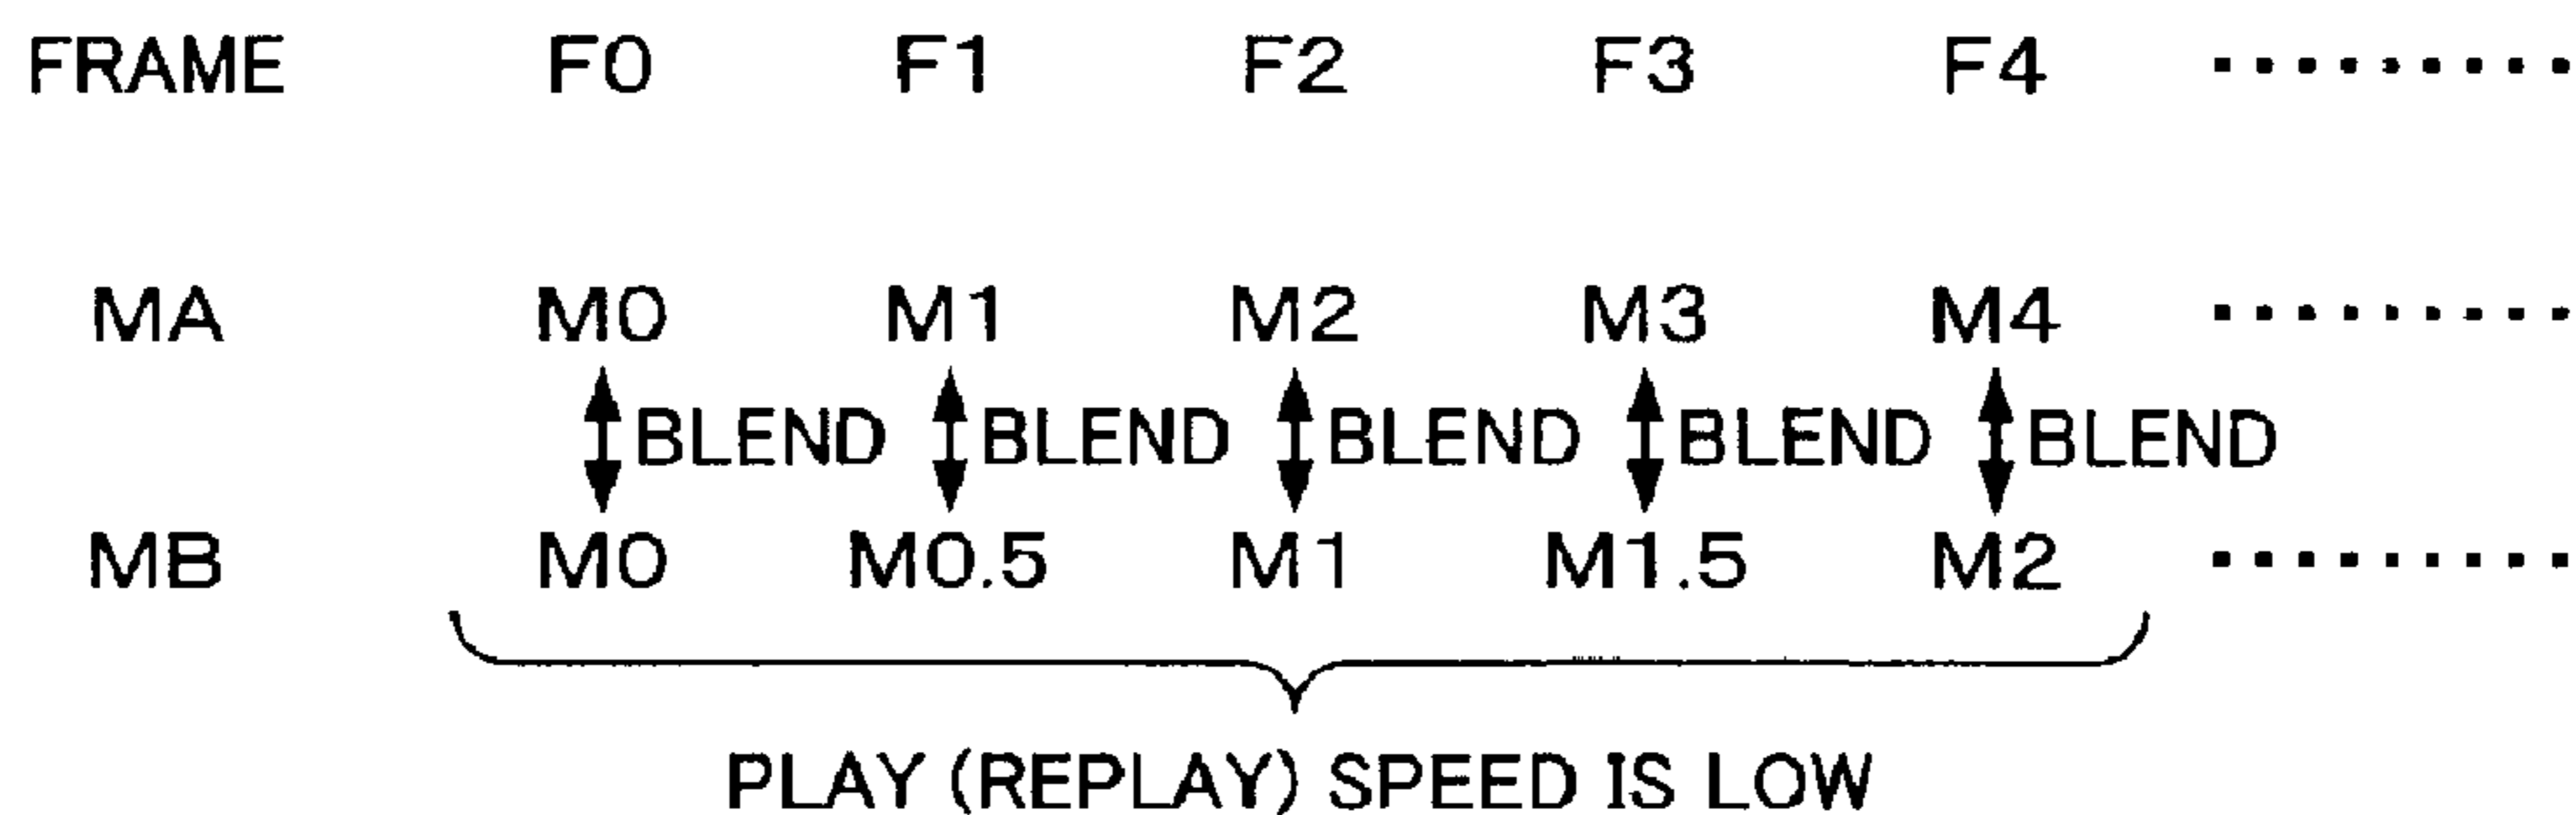 FRAME F0 F1 F2 F3 F4 ·········
MA M0 M1 M2 M3 M4 ·········
BLEND BLEND BLEND BLEND BLEND
MB M0 M0.5 M1 M1.5 M2 ·········
PLAY (REPLAY) SPEED IS LOW